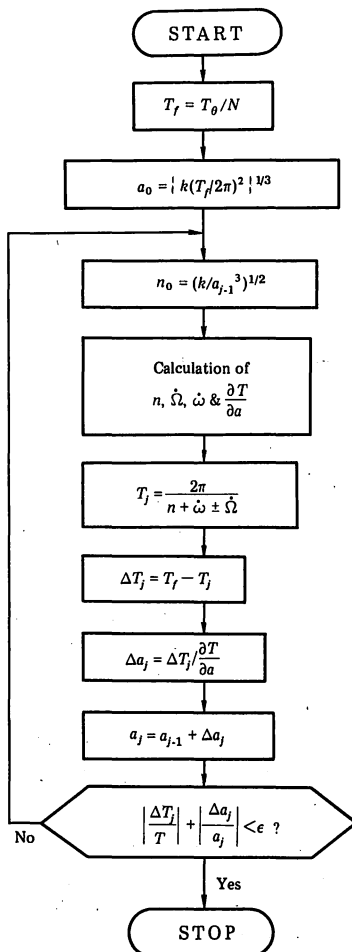 START
T_f = T_θ/N
a_0 = { k(T_f/2π)^2 }^{1/3}
n_0 = (k/a_{j-1}^3)^{1/2}
Calculation of
n, Ω̇, ω̇ & ∂T/∂a
T_j = 2π/(n + ω̇ ± Ω̇)
ΔT_j = T_f − T_j
Δa_j = ΔT_j/(∂T/∂a)
a_j = a_{j-1} + Δa_j
|ΔT_j/T| + |Δa_j/a_j| < ϵ ?
No
Yes
STOP